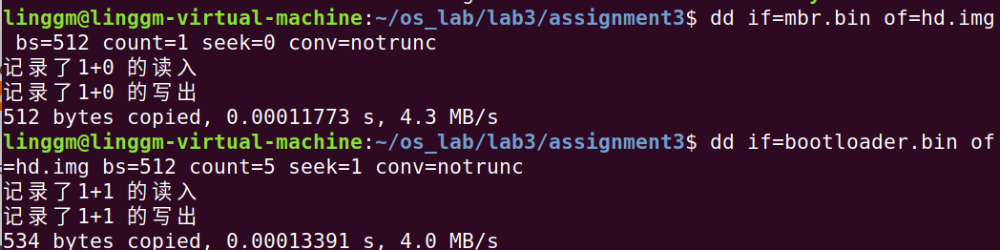 linggm@linggm-virtual-machine:~/os_lab/lab3/assignment3$ dd if=mbr.bin of=hd.img
 bs=512 count=1 seek=0 conv=notrunc
记录了1+0 的读入
记录了1+0 的写出
512 bytes copied, 0.00011773 s, 4.3 MB/s
linggm@linggm-virtual-machine:~/os_lab/lab3/assignment3$ dd if=bootloader.bin of
=hd.img bs=512 count=5 seek=1 conv=notrunc
记录了1+1 的读入
记录了1+1 的写出
534 bytes copied, 0.00013391 s, 4.0 MB/s